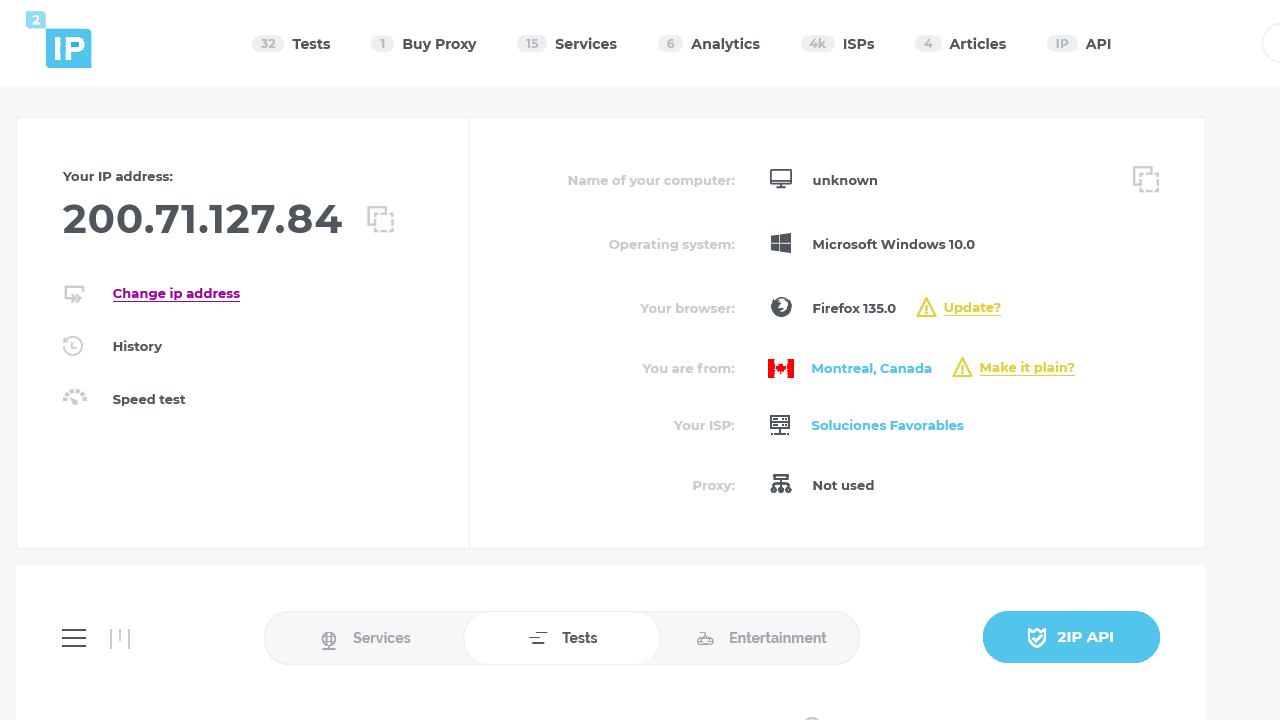 2
IP
32 Tests
1 Buy Proxy
15 Services
6 Analytics
4k ISPs
4 Articles
IP API
Your IP address:
200.71.127.84
Change ip address
History
Speed test
Name of your computer: unknown
Operating system: Microsoft Windows 10.0
Your browser: Firefox 135.0 Update?
You are from: Montreal, Canada Make it plain?
Your ISP: Soluciones Favorables
Proxy: Not used
Services
Tests
Entertainment
2IP API